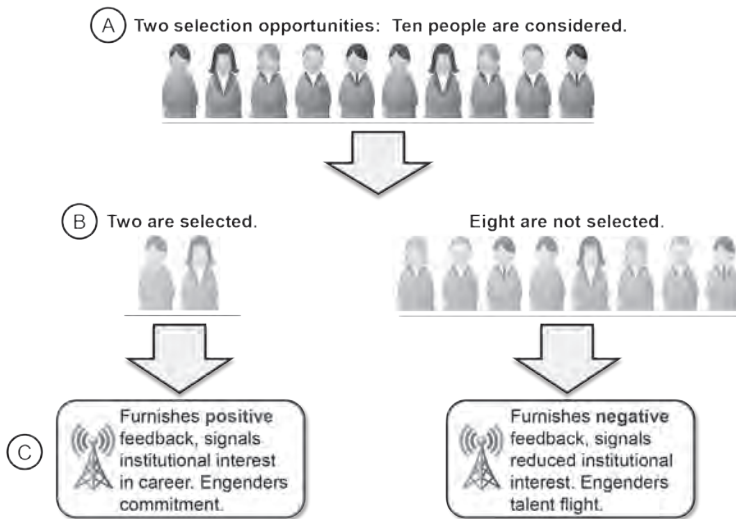 A
Two selection opportunities: Ten people are considered.
B
Two are selected.
Eight are not selected.
C
Furnishes positive
feedback, signals
institutional interest
in career. Engenders
commitment.
Furnishes negative
feedback, signals
reduced institutional
interest. Engenders
talent flight.